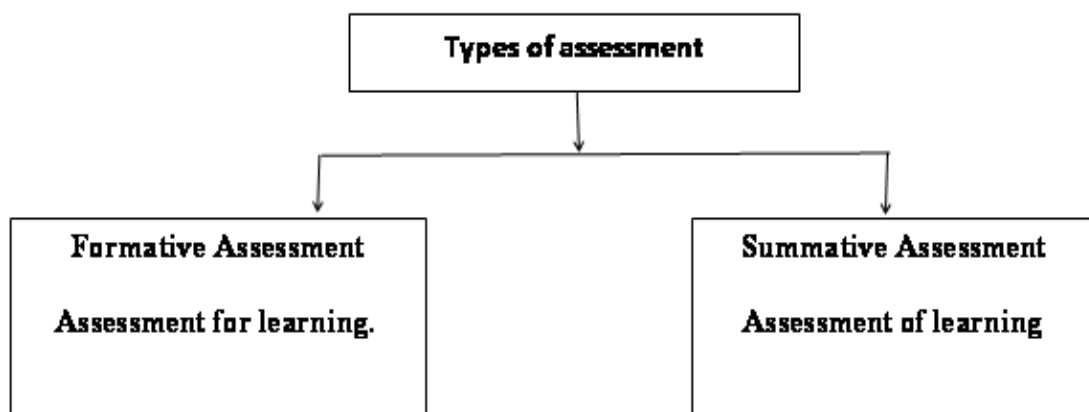 Types of assessment
Formative Assessment
Assessment for learning.
Summative Assessment
Assessment of learning